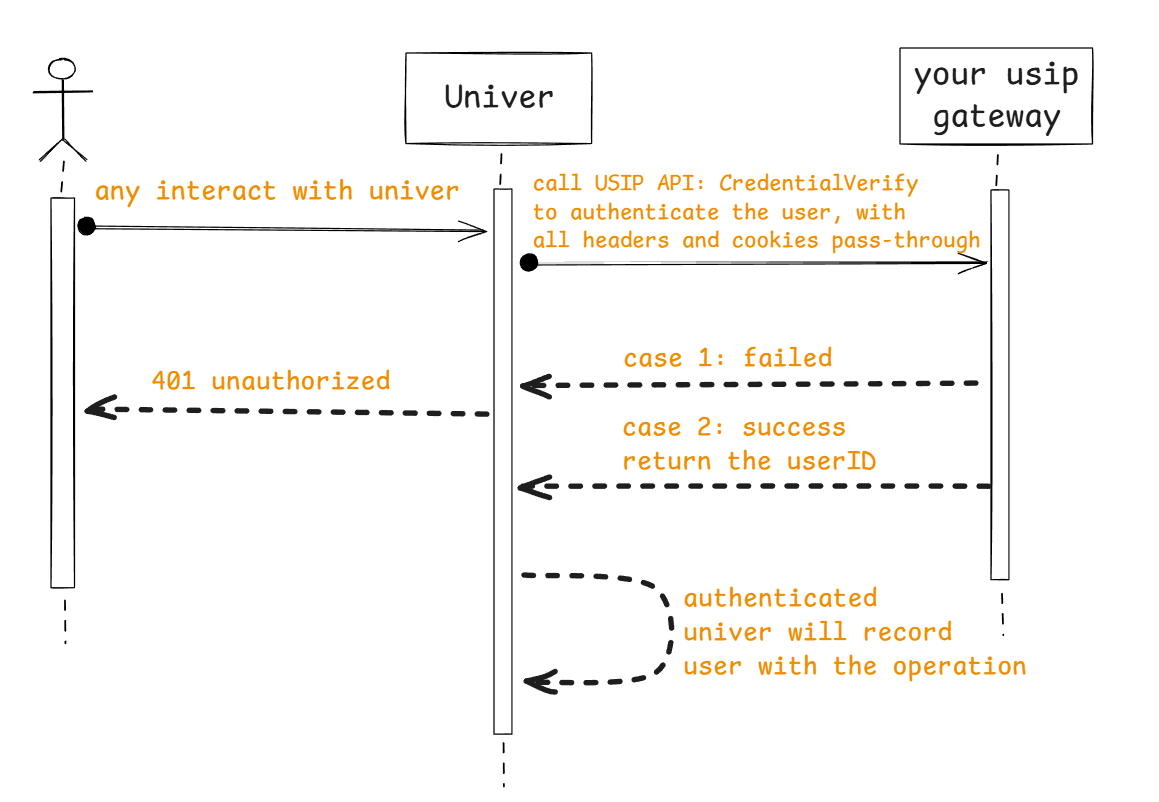 Univer
your usip
gateway
any interact with univer
call USIP API: CredentialVerify
to authenticate the user, with
all headers and cookies pass-through
case 1: failed
401 unauthorized
case 2: success
return the userID
authenticated
univer will record
user with the operation